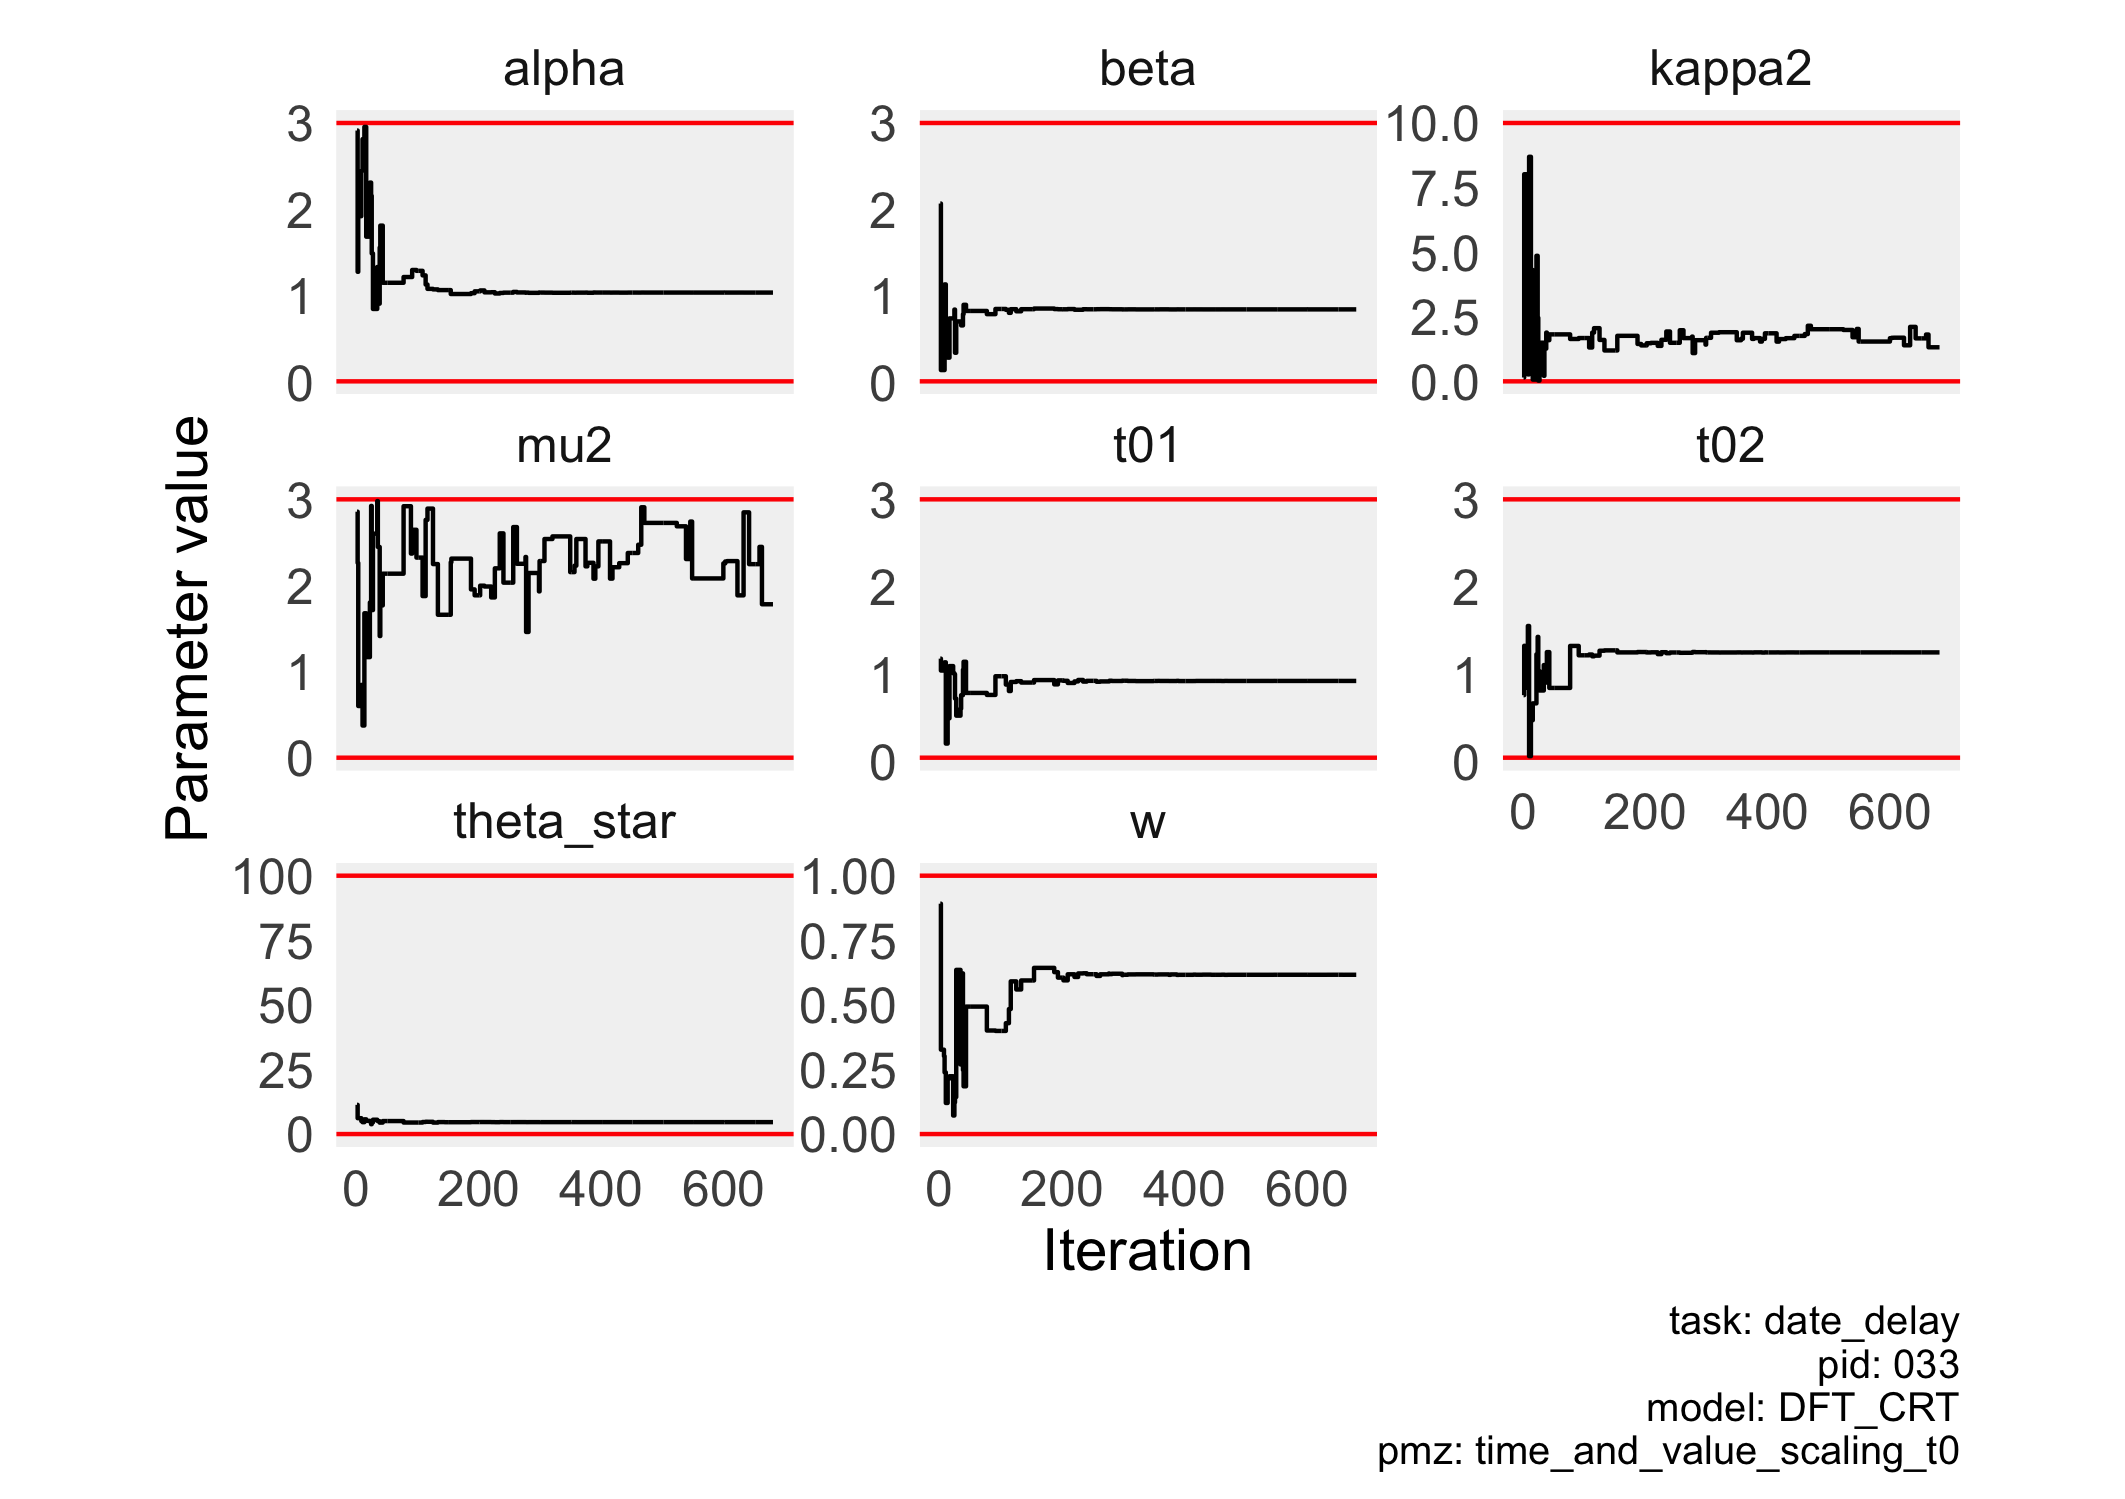 alpha beta kappa2
3 3 10.0
2 2 7.5
5.0
1 1 2.5
0 0 0.0
mu2 t01 t02
3 3 3
2 2 2
1 1 1
0 0 0
0 200 400 600
theta_star w
100 1.00
75 0.75
50 0.50
25 0.25
0 0.00
0 200 400 600 0 200 400 600
Parameter value
Iteration
task: date_delay
pid: 033
model: DFT_CRT
pmz: time_and_value_scaling_t0